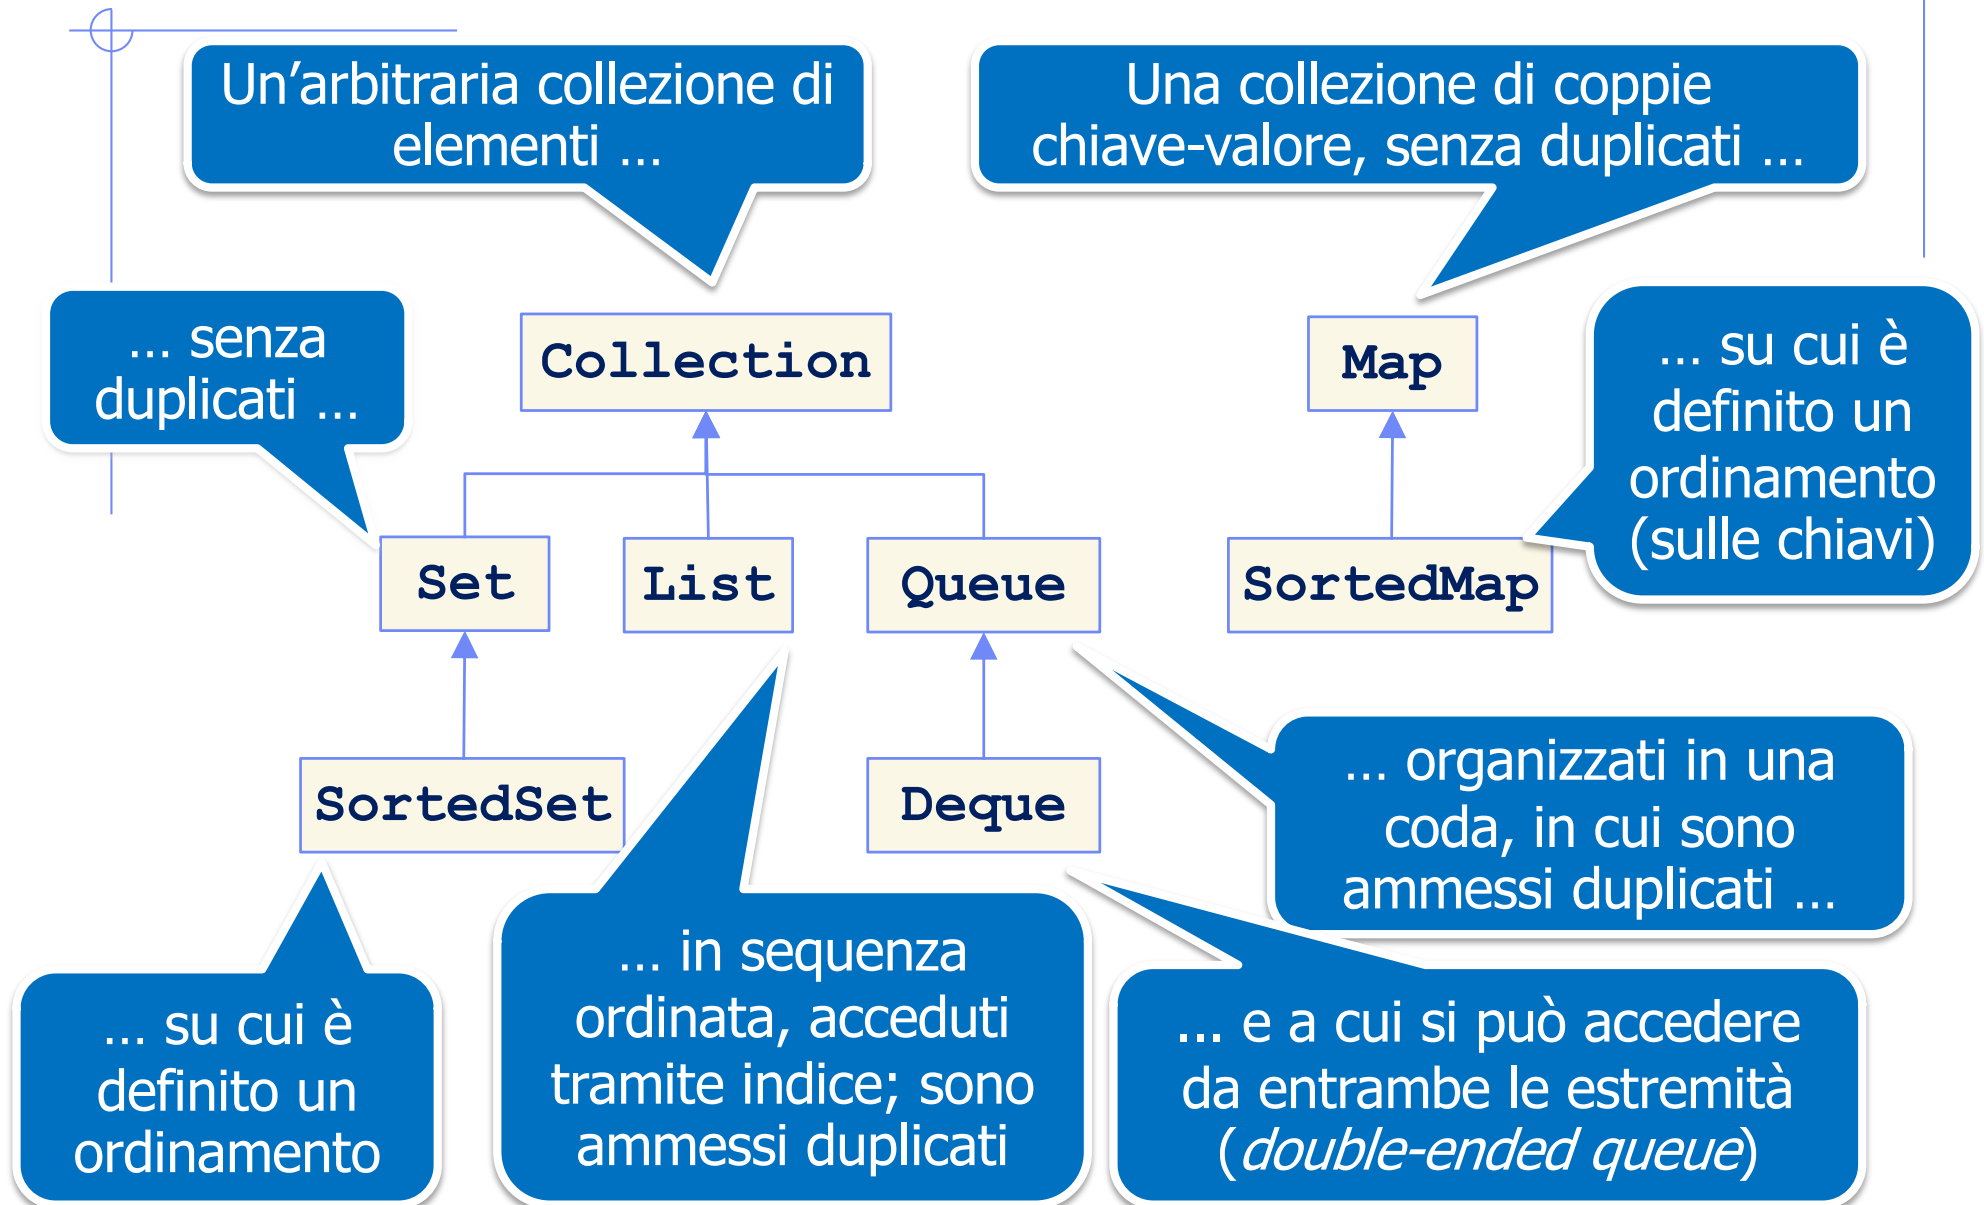 Un’arbitraria collezione di
elementi …
Una collezione di coppie
chiave-valore, senza duplicati …
… senza
duplicati …
Collection
Map
… su cui è
definito un
ordinamento
(sulle chiavi)
Set
List
Queue
SortedMap
SortedSet
Deque
… organizzati in una
coda, in cui sono
ammessi duplicati …
… su cui è
definito un
ordinamento
… in sequenza
ordinata, acceduti
tramite indice; sono
ammessi duplicati
... e a cui si può accedere
da entrambe le estremità
(double-ended queue)